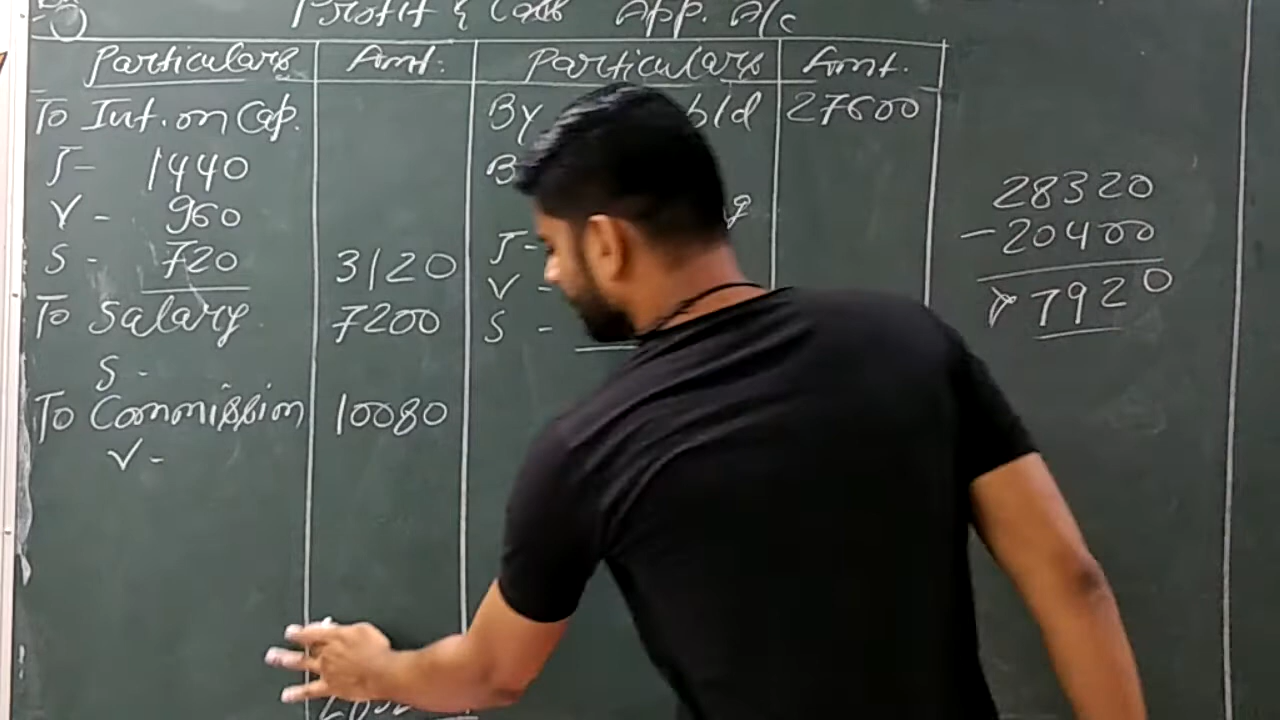 Profit & Loss App. A/c
Particulars Amt. Particulars Amt.
To Int. on Cap. By b/d 27600
J- 1440
V- 960
S- 720 3120
To Salary 7200
S-
To Commission 10080
V-
J-
V-
S-
28320
-20400
7920